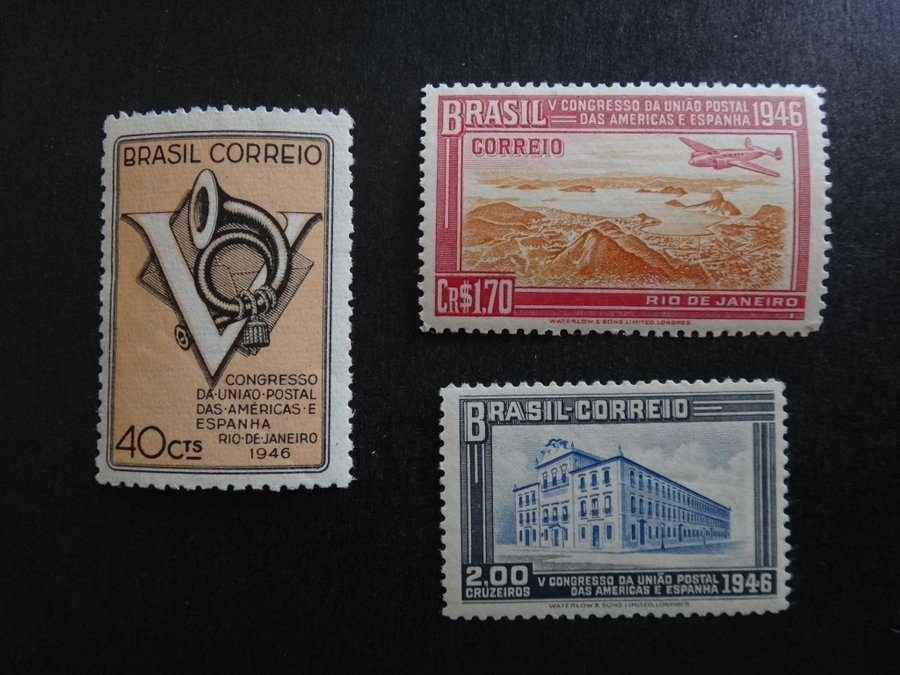 BRASIL CORREIO
V
CONGRESSO
DA·UNIÃO·POSTAL
DAS·AMÉRICAS·E
ESPANHA
RIO·DE·JANEIRO
1946
40CTS
BRASIL V CONGRESSO DA UNIÃO POSTAL DAS AMERICAS E ESPANHA 1946
CORREIO
CR$1.70
RIO DE JANEIRO
WATERLOW & SONS LIMITED, LONDRES.
BRASIL-CORREIO
2,00
CRUZEIROS
V CONGRESSO DA UNIÃO POSTAL
DAS AMERICAS E ESPANHA
1946
WATERLOW & SONS LIMITED, LONDRES.